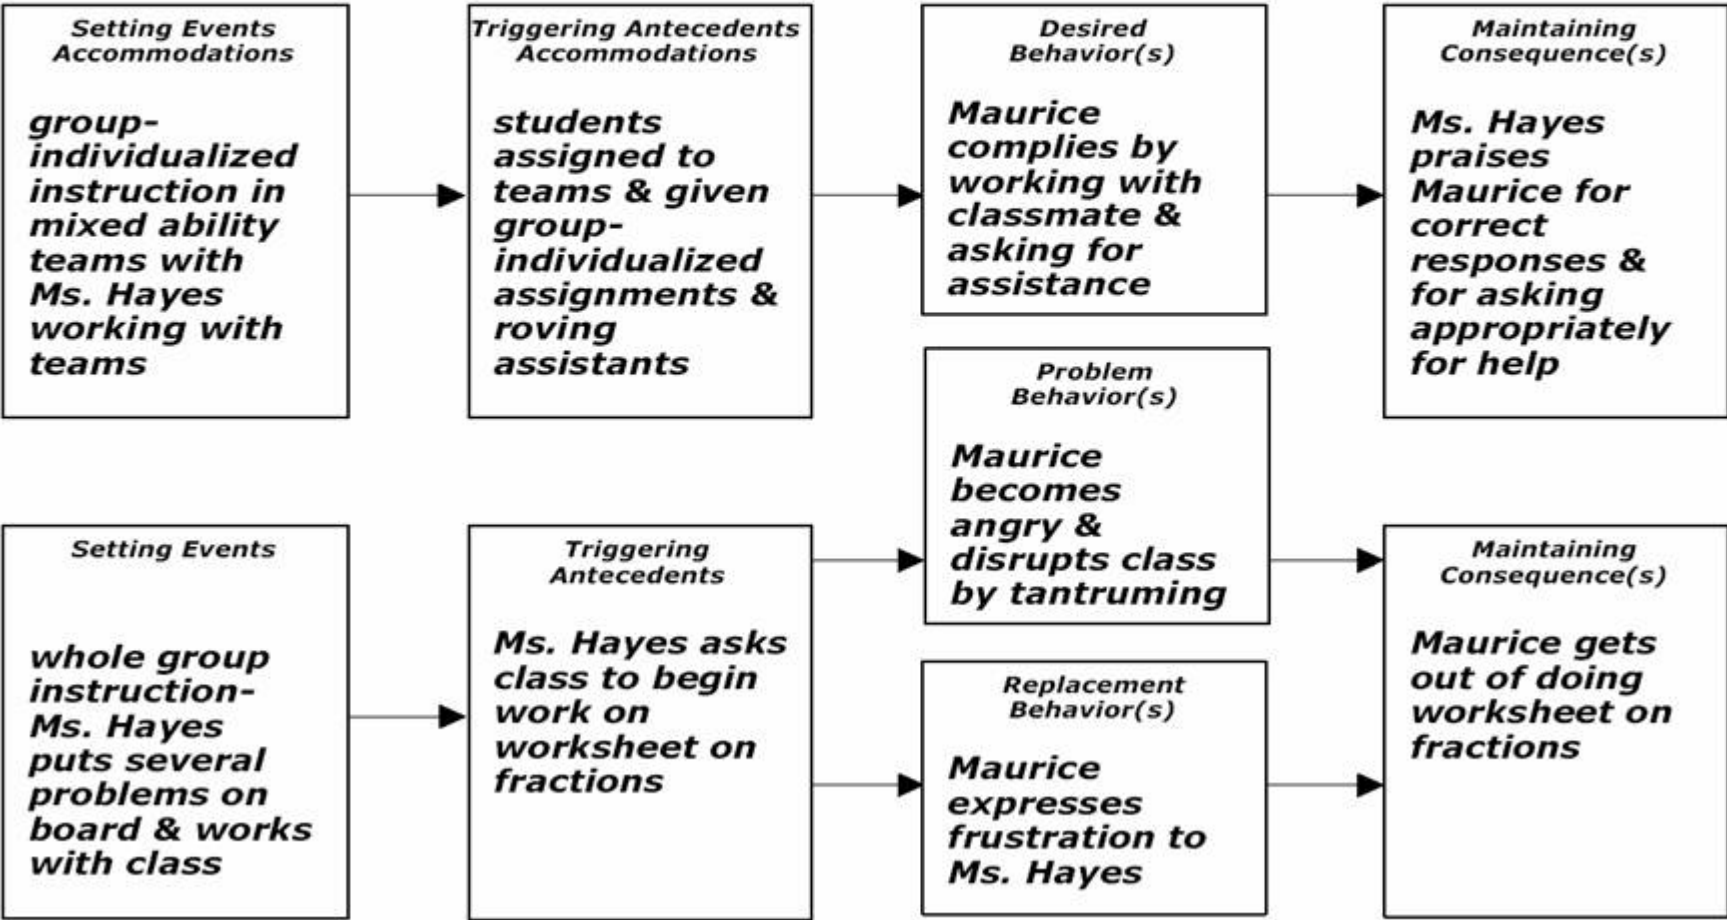 Setting Events
Accommodations
group-
individualized
instruction in
mixed ability
teams with
Ms. Hayes
working with
teams
Triggering Antecedents
Accommodations
students
assigned to
teams & given
group-
individualized
assignments &
roving
assistants
Desired
Behavior(s)
Maurice
complies by
working with
classmate &
asking for
assistance
Maintaining
Consequence(s)
Ms. Hayes
praises
Maurice for
correct
responses &
for asking
appropriately
for help
Setting Events
whole group
instruction-
Ms. Hayes
puts several
problems on
board & works
with class
Triggering
Antecedents
Ms. Hayes asks
class to begin
work on
worksheet on
fractions
Problem
Behavior(s)
Maurice
becomes
angry &
disrupts class
by tantruming
Replacement
Behavior(s)
Maurice
expresses
frustration to
Ms. Hayes
Maintaining
Consequence(s)
Maurice gets
out of doing
worksheet on
fractions